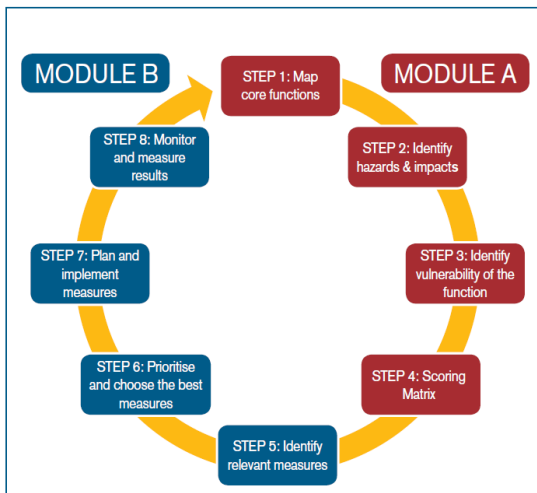 MODULE B
MODULE A
STEP 1: Map
core functions
STEP 2: Identify
hazards & impacts
STEP 3: Identify
vulnerability of the
function
STEP 4: Scoring
Matrix
STEP 5: Identify
relevant measures
STEP 6: Prioritise
and choose the best
measures
STEP 7: Plan and
implement
measures
STEP 8: Monitor
and measure
results